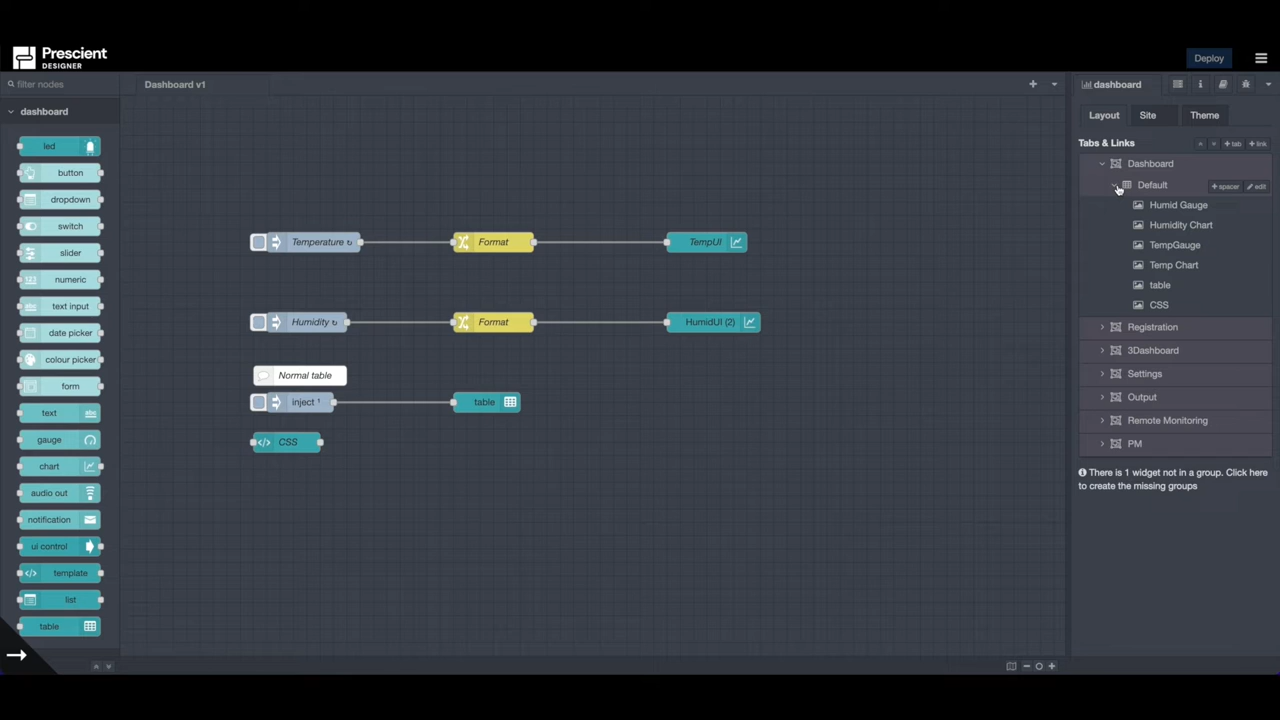 Prescient
DESIGNER
Deploy
filter nodes
Dashboard v1
dashboard
dashboard
led
button
dropdown
switch
slider
numeric
text input
date picker
colour picker
form
text
gauge
chart
audio out
notification
ui control
template
list
table
Temperature ↻
Format
TempUI
Humidity ↻
Format
HumidUI (2)
Normal table
inject ¹
table
CSS
Layout
Site
Theme
Tabs & Links
+ tab
+ link
Dashboard
Default
+ spacer
edit
Humid Gauge
Humidity Chart
TempGauge
Temp Chart
table
CSS
Registration
3Dashboard
Settings
Output
Remote Monitoring
PM
There is 1 widget not in a group. Click here
to create the missing groups